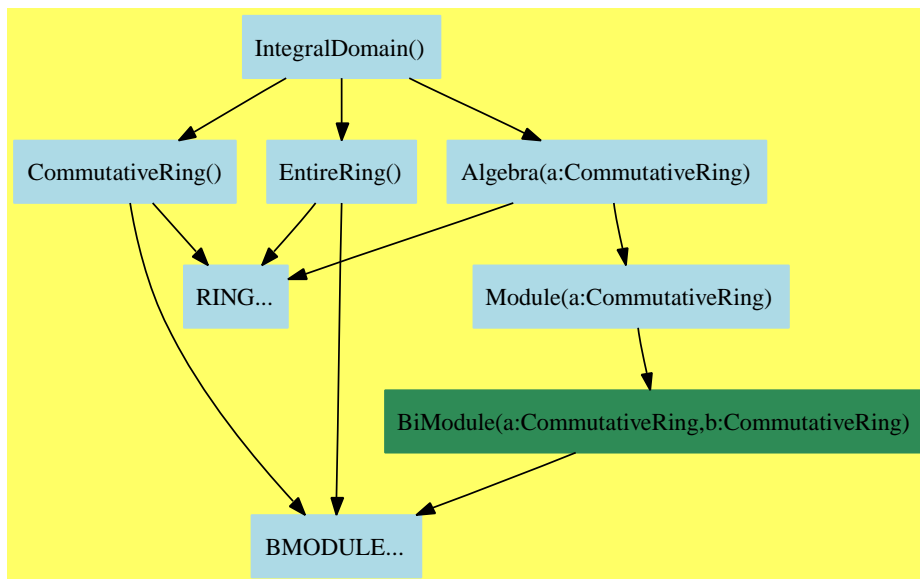 IntegralDomain()
CommutativeRing()
EntireRing()
Algebra(a:CommutativeRing)
RING...
Module(a:CommutativeRing)
BiModule(a:CommutativeRing,b:CommutativeRing)
BMODULE...